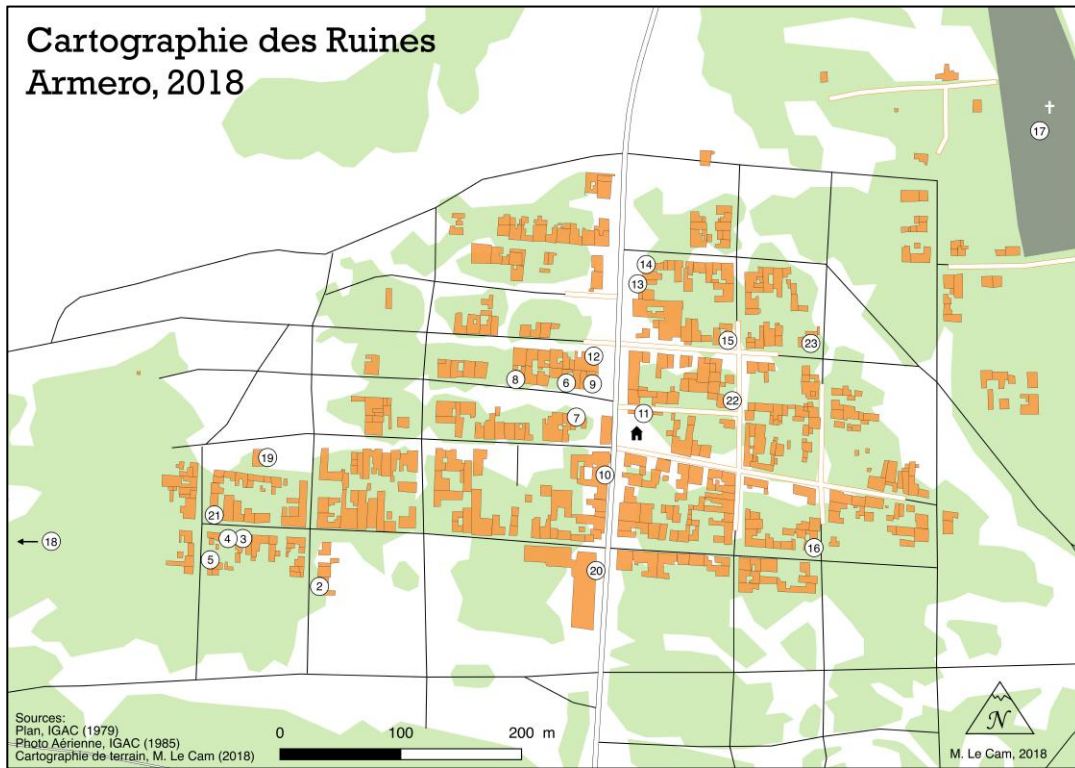 Cartographie des Ruines
Armero, 2018
17
14
13
12
15
23
8
6
9
22
11
7
10
19
21
4
3
16
18
5
20
2
Sources:
Plan, IGAC (1979)
Photo Aérienne, IGAC (1985)
Cartographie de terrain, M. Le Cam (2018)
0 100 200 m
N
M. Le Cam, 2018